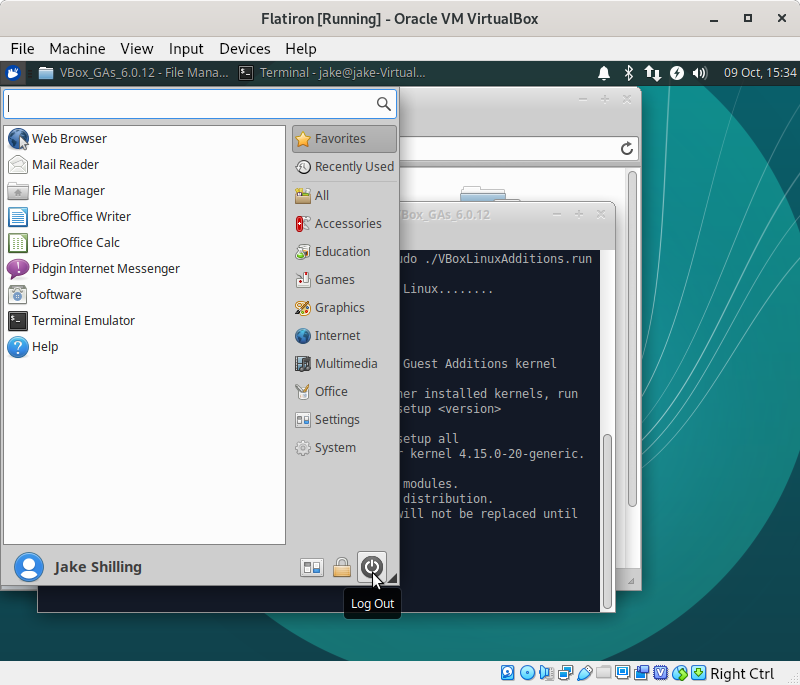 Flatiron [Running] - Oracle VM VirtualBox
File Machine View Input Devices Help
VBox_GAs_6.0.12 - File Mana... Terminal - jake@jake-Virtual... 09 Oct, 15:34
Web Browser
Mail Reader
File Manager
LibreOffice Writer
LibreOffice Calc
Pidgin Internet Messenger
Software
Terminal Emulator
Help
Favorites
Recently Used
All
Accessories
Education
Games
Graphics
Internet
Multimedia
Office
Settings
System
Box_GAs_6.0.12
udo ./VBoxLinuxAdditions.run
Linux........
Guest Additions kernel
her installed kernels, run
setup <version>
setup all
r kernel 4.15.0-20-generic.
modules.
distribution.
will not be replaced until
Jake Shilling
Log Out
Right Ctrl